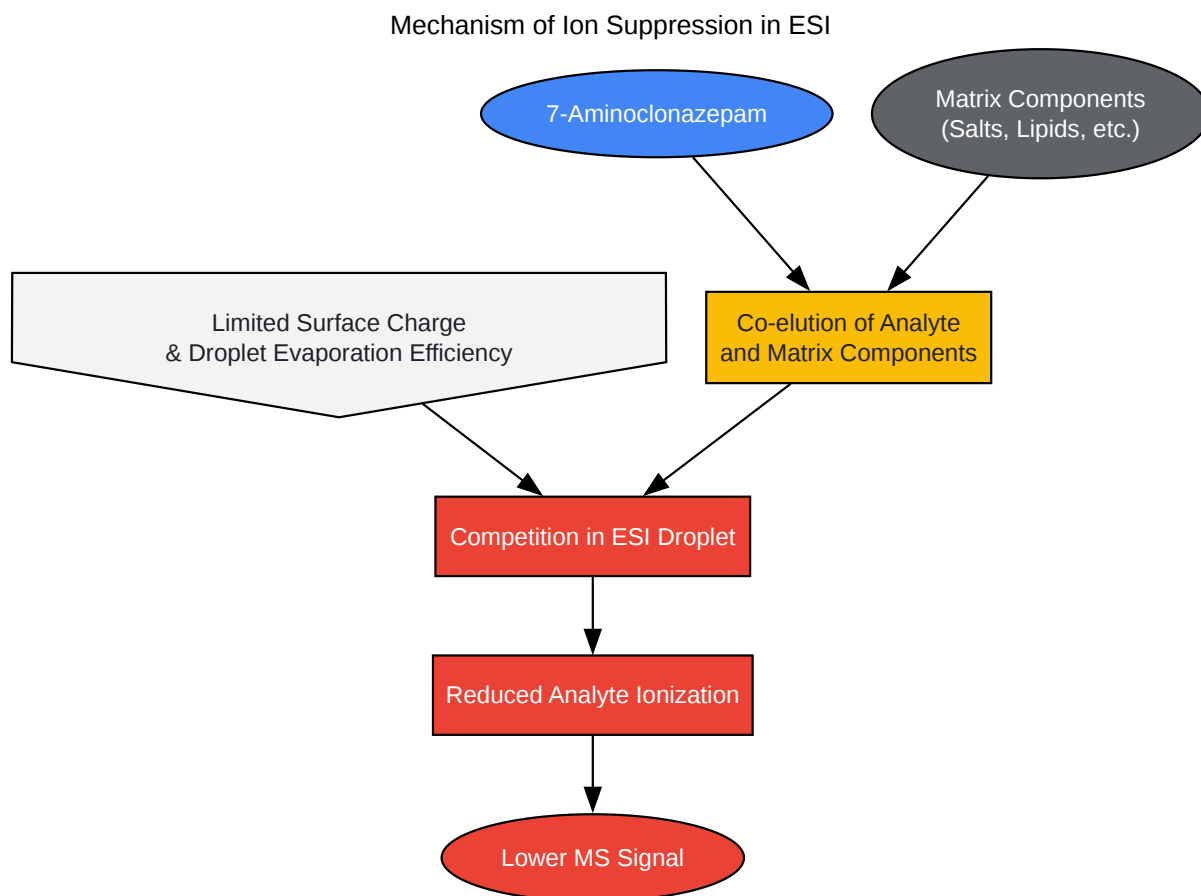 Mechanism of Ion Suppression in ESI
7-Aminoclonazepam
Matrix Components
(Salts, Lipids, etc.)
Limited Surface Charge
& Droplet Evaporation Efficiency
Co-elution of Analyte
and Matrix Components
Competition in ESI Droplet
Reduced Analyte Ionization
Lower MS Signal